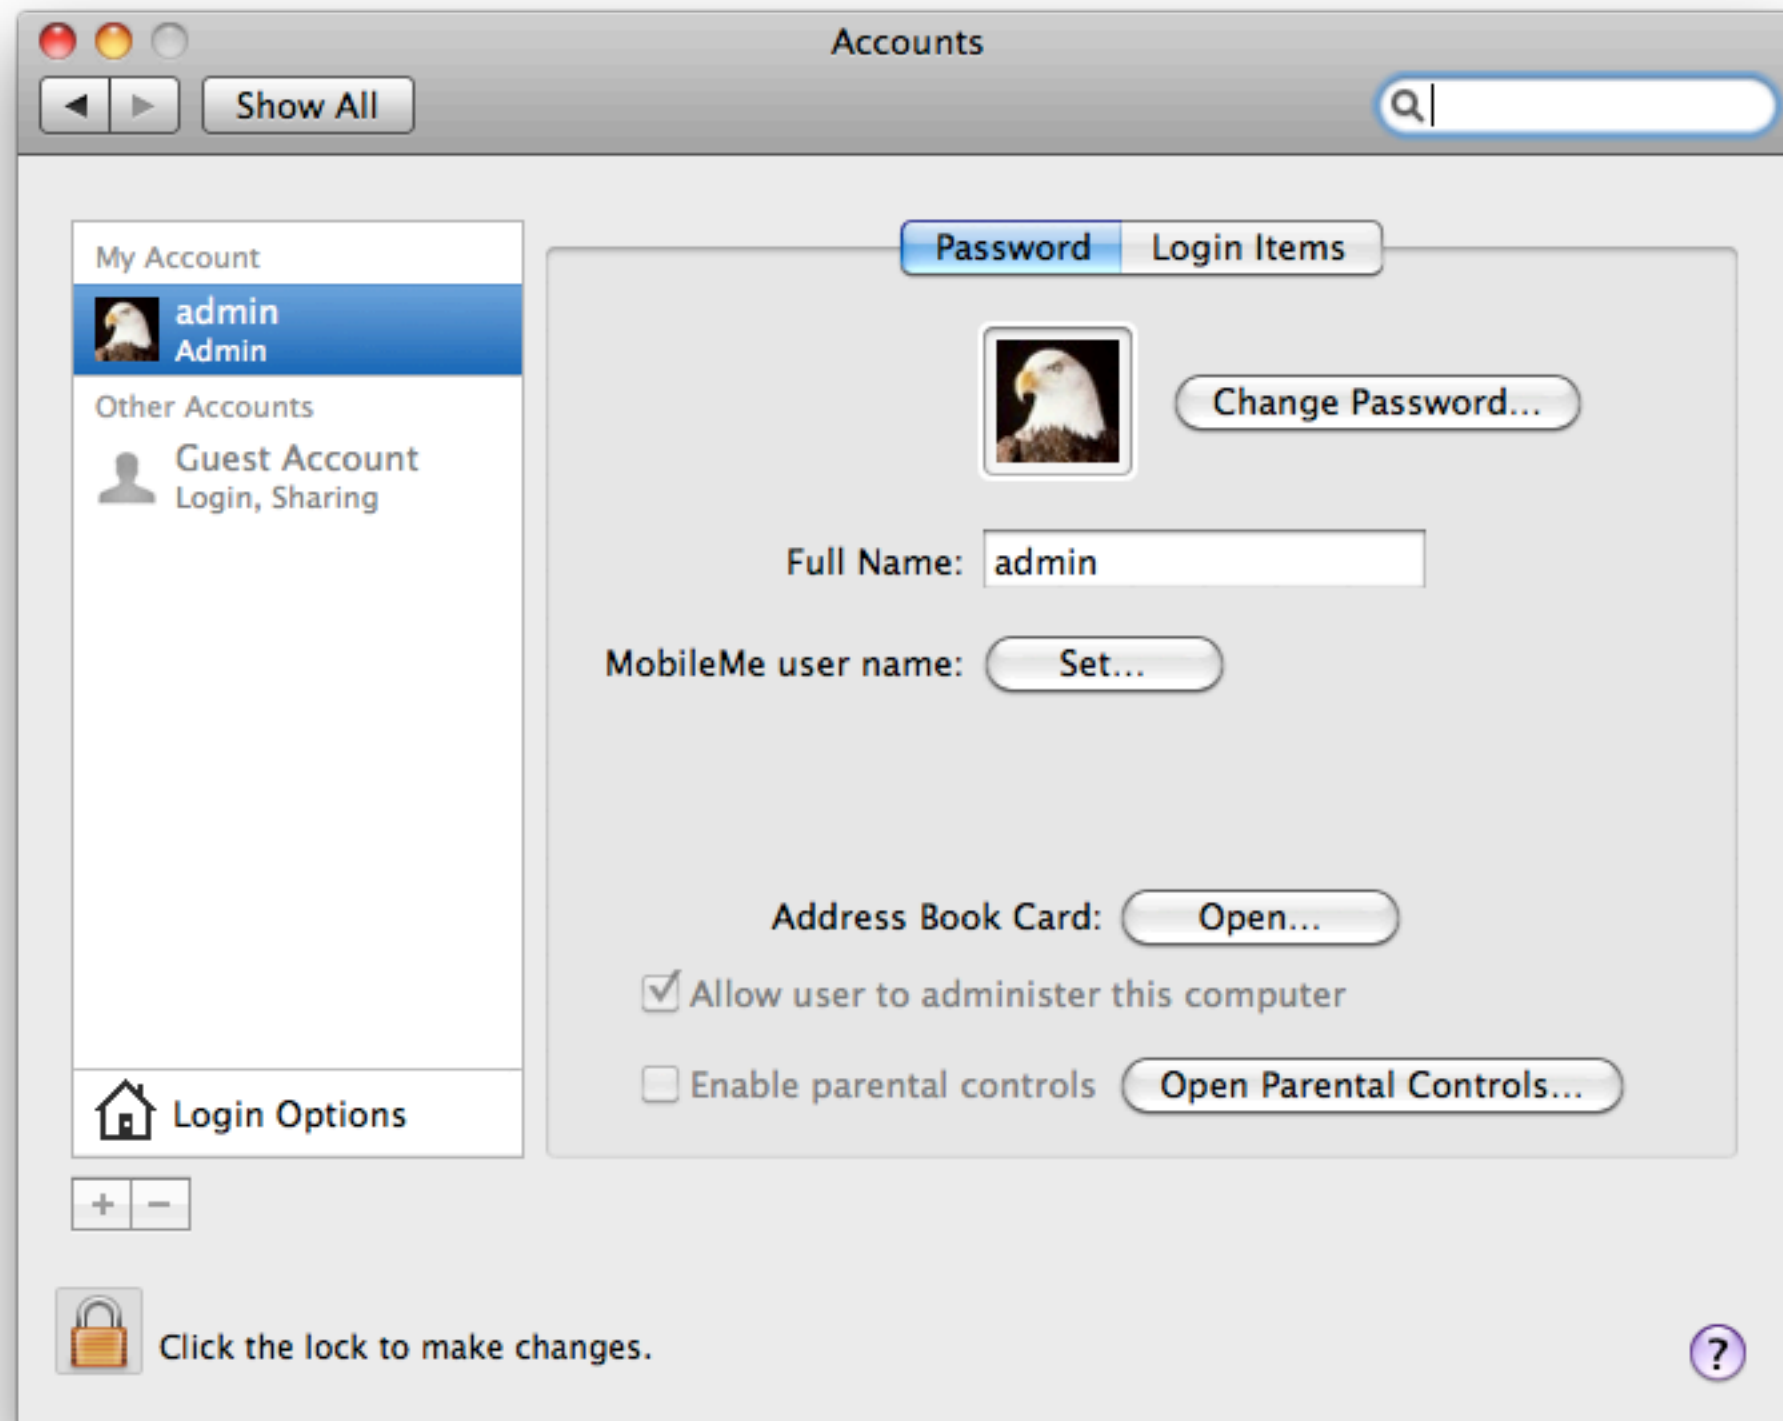 Accounts
Show All
My Account
admin
Admin
Other Accounts
Guest Account
Login, Sharing
Login Options
+ −
Click the lock to make changes.
Password Login Items
Change Password...
Full Name: admin
MobileMe user name: Set...
Address Book Card: Open...
Allow user to administer this computer
Enable parental controls Open Parental Controls...
?